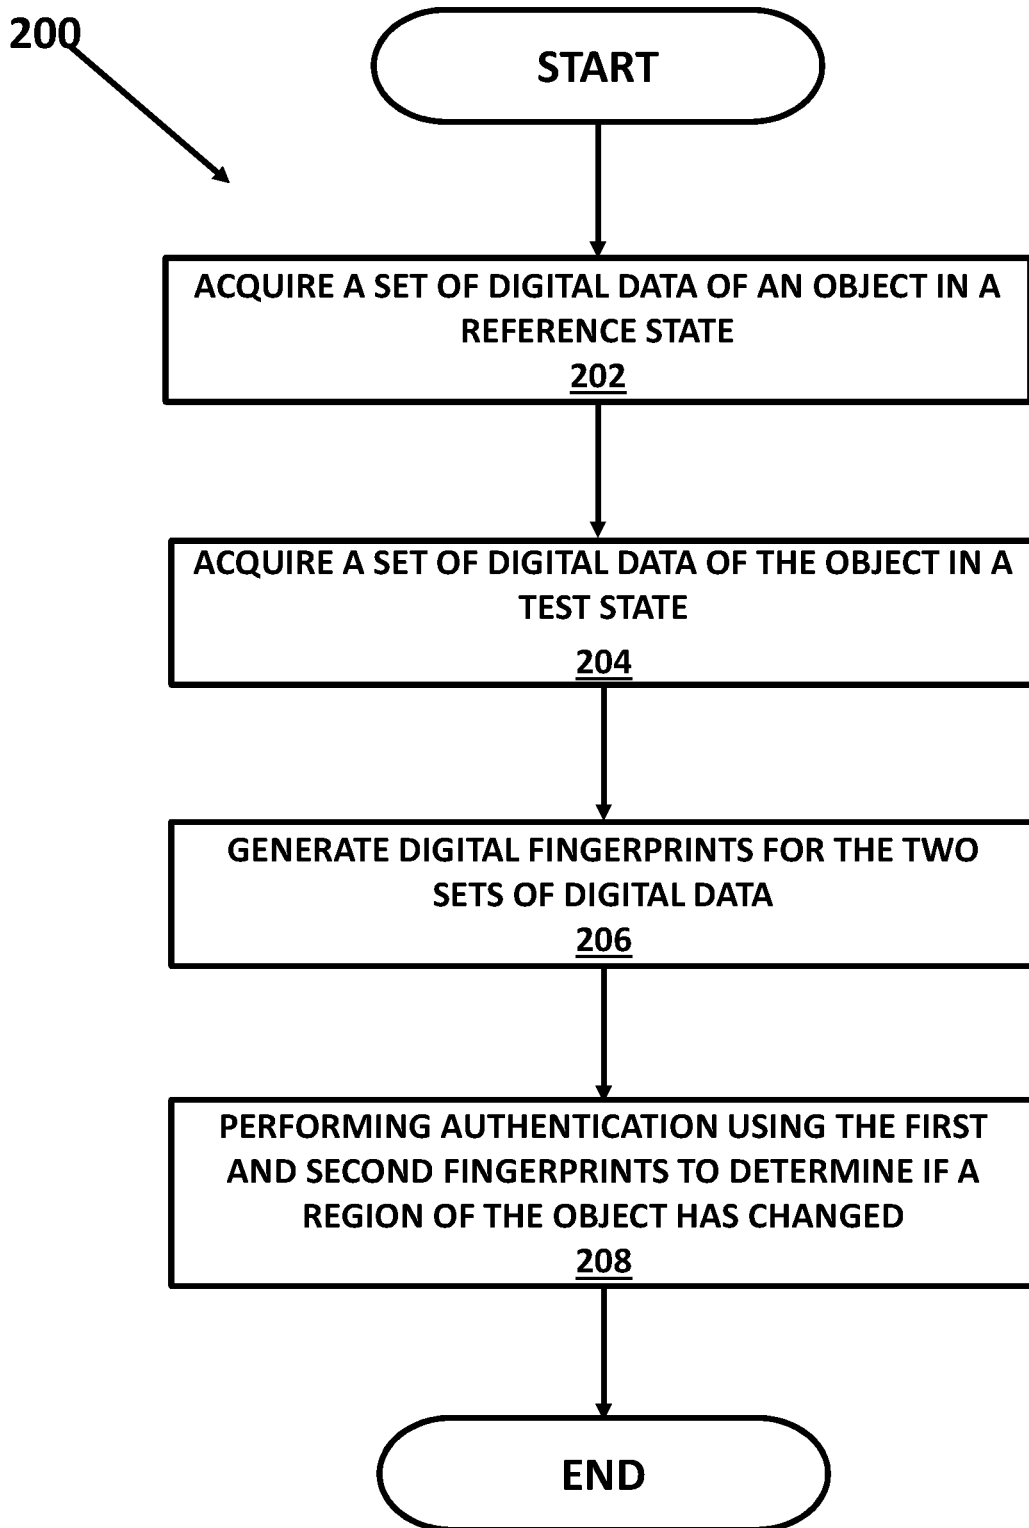 200
START
ACQUIRE A SET OF DIGITAL DATA OF AN OBJECT IN A
REFERENCE STATE
202
ACQUIRE A SET OF DIGITAL DATA OF THE OBJECT IN A
TEST STATE
204
GENERATE DIGITAL FINGERPRINTS FOR THE TWO
SETS OF DIGITAL DATA
206
PERFORMING AUTHENTICATION USING THE FIRST
AND SECOND FINGERPRINTS TO DETERMINE IF A
REGION OF THE OBJECT HAS CHANGED
208
END